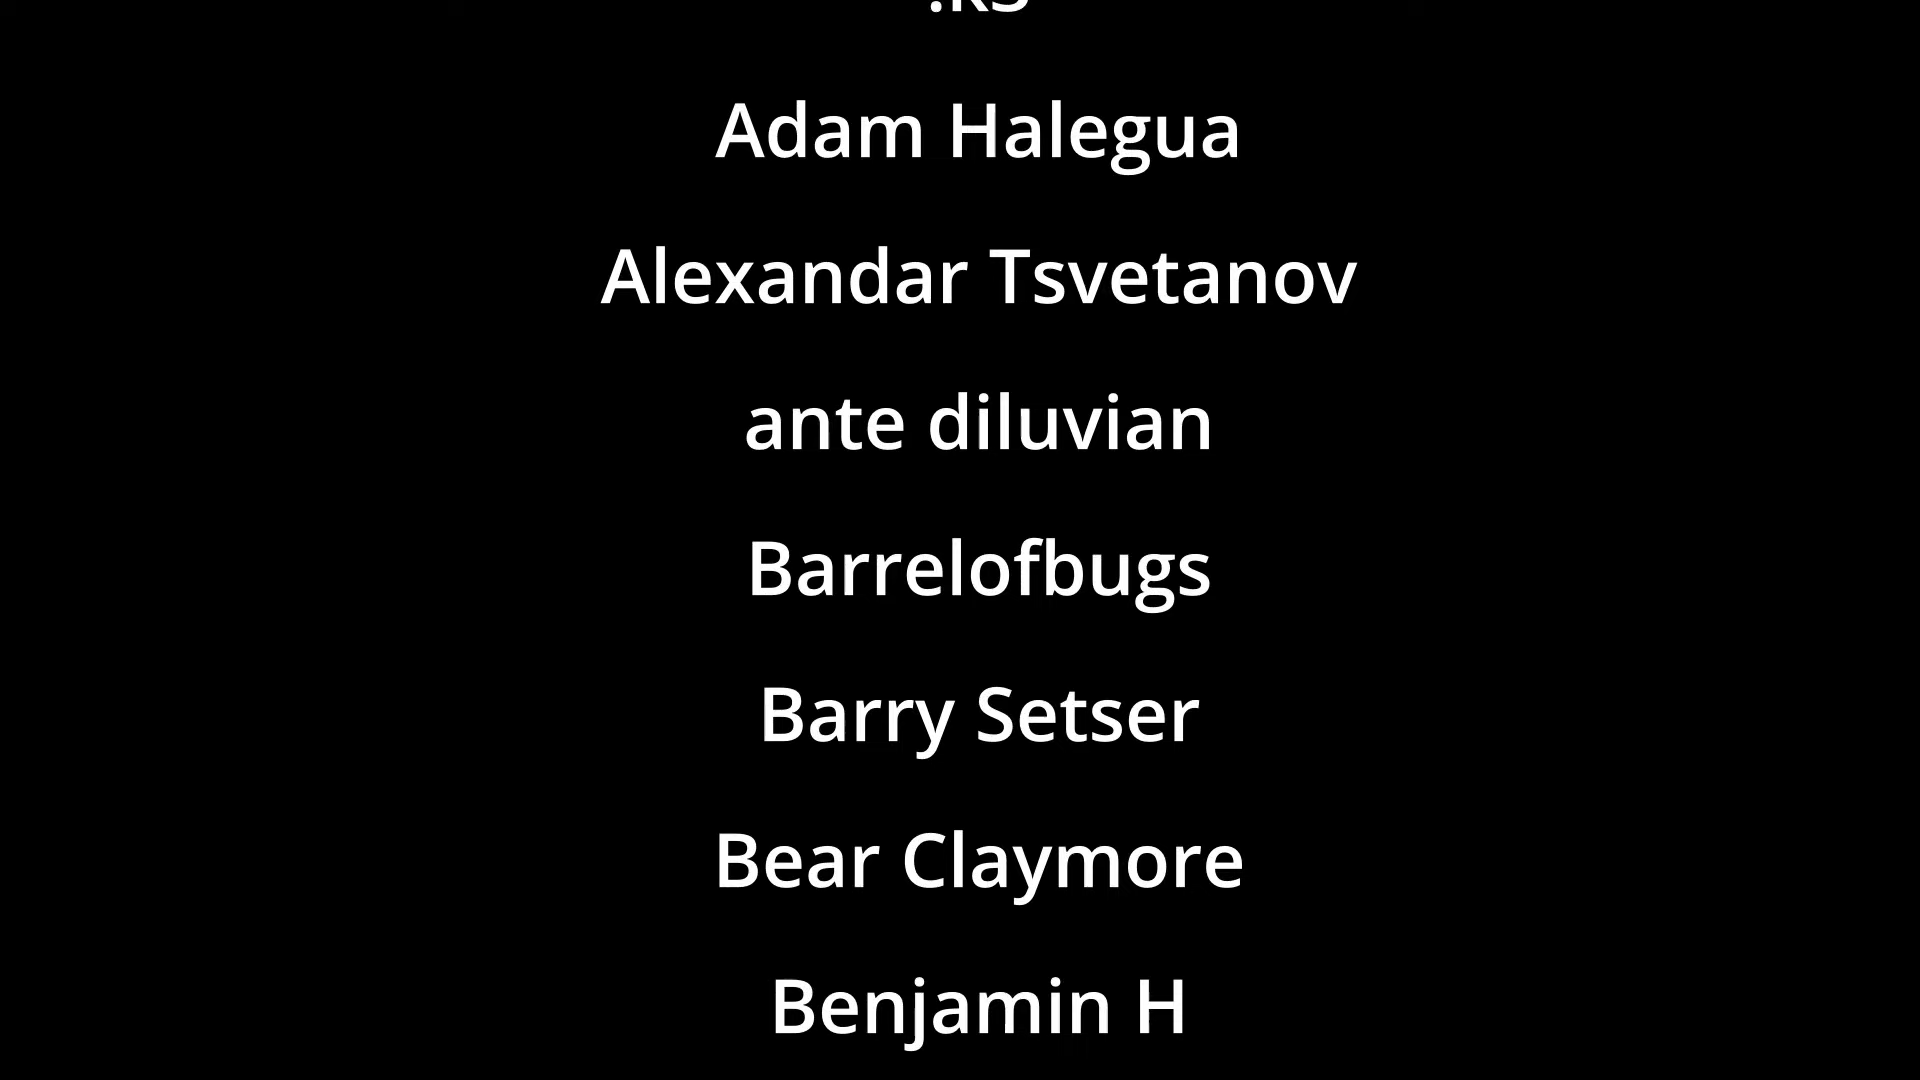 Adam Halegua
Alexandar Tsvetanov
ante diluvian
Barrelofbugs
Barry Setser
Bear Claymore
Benjamin H